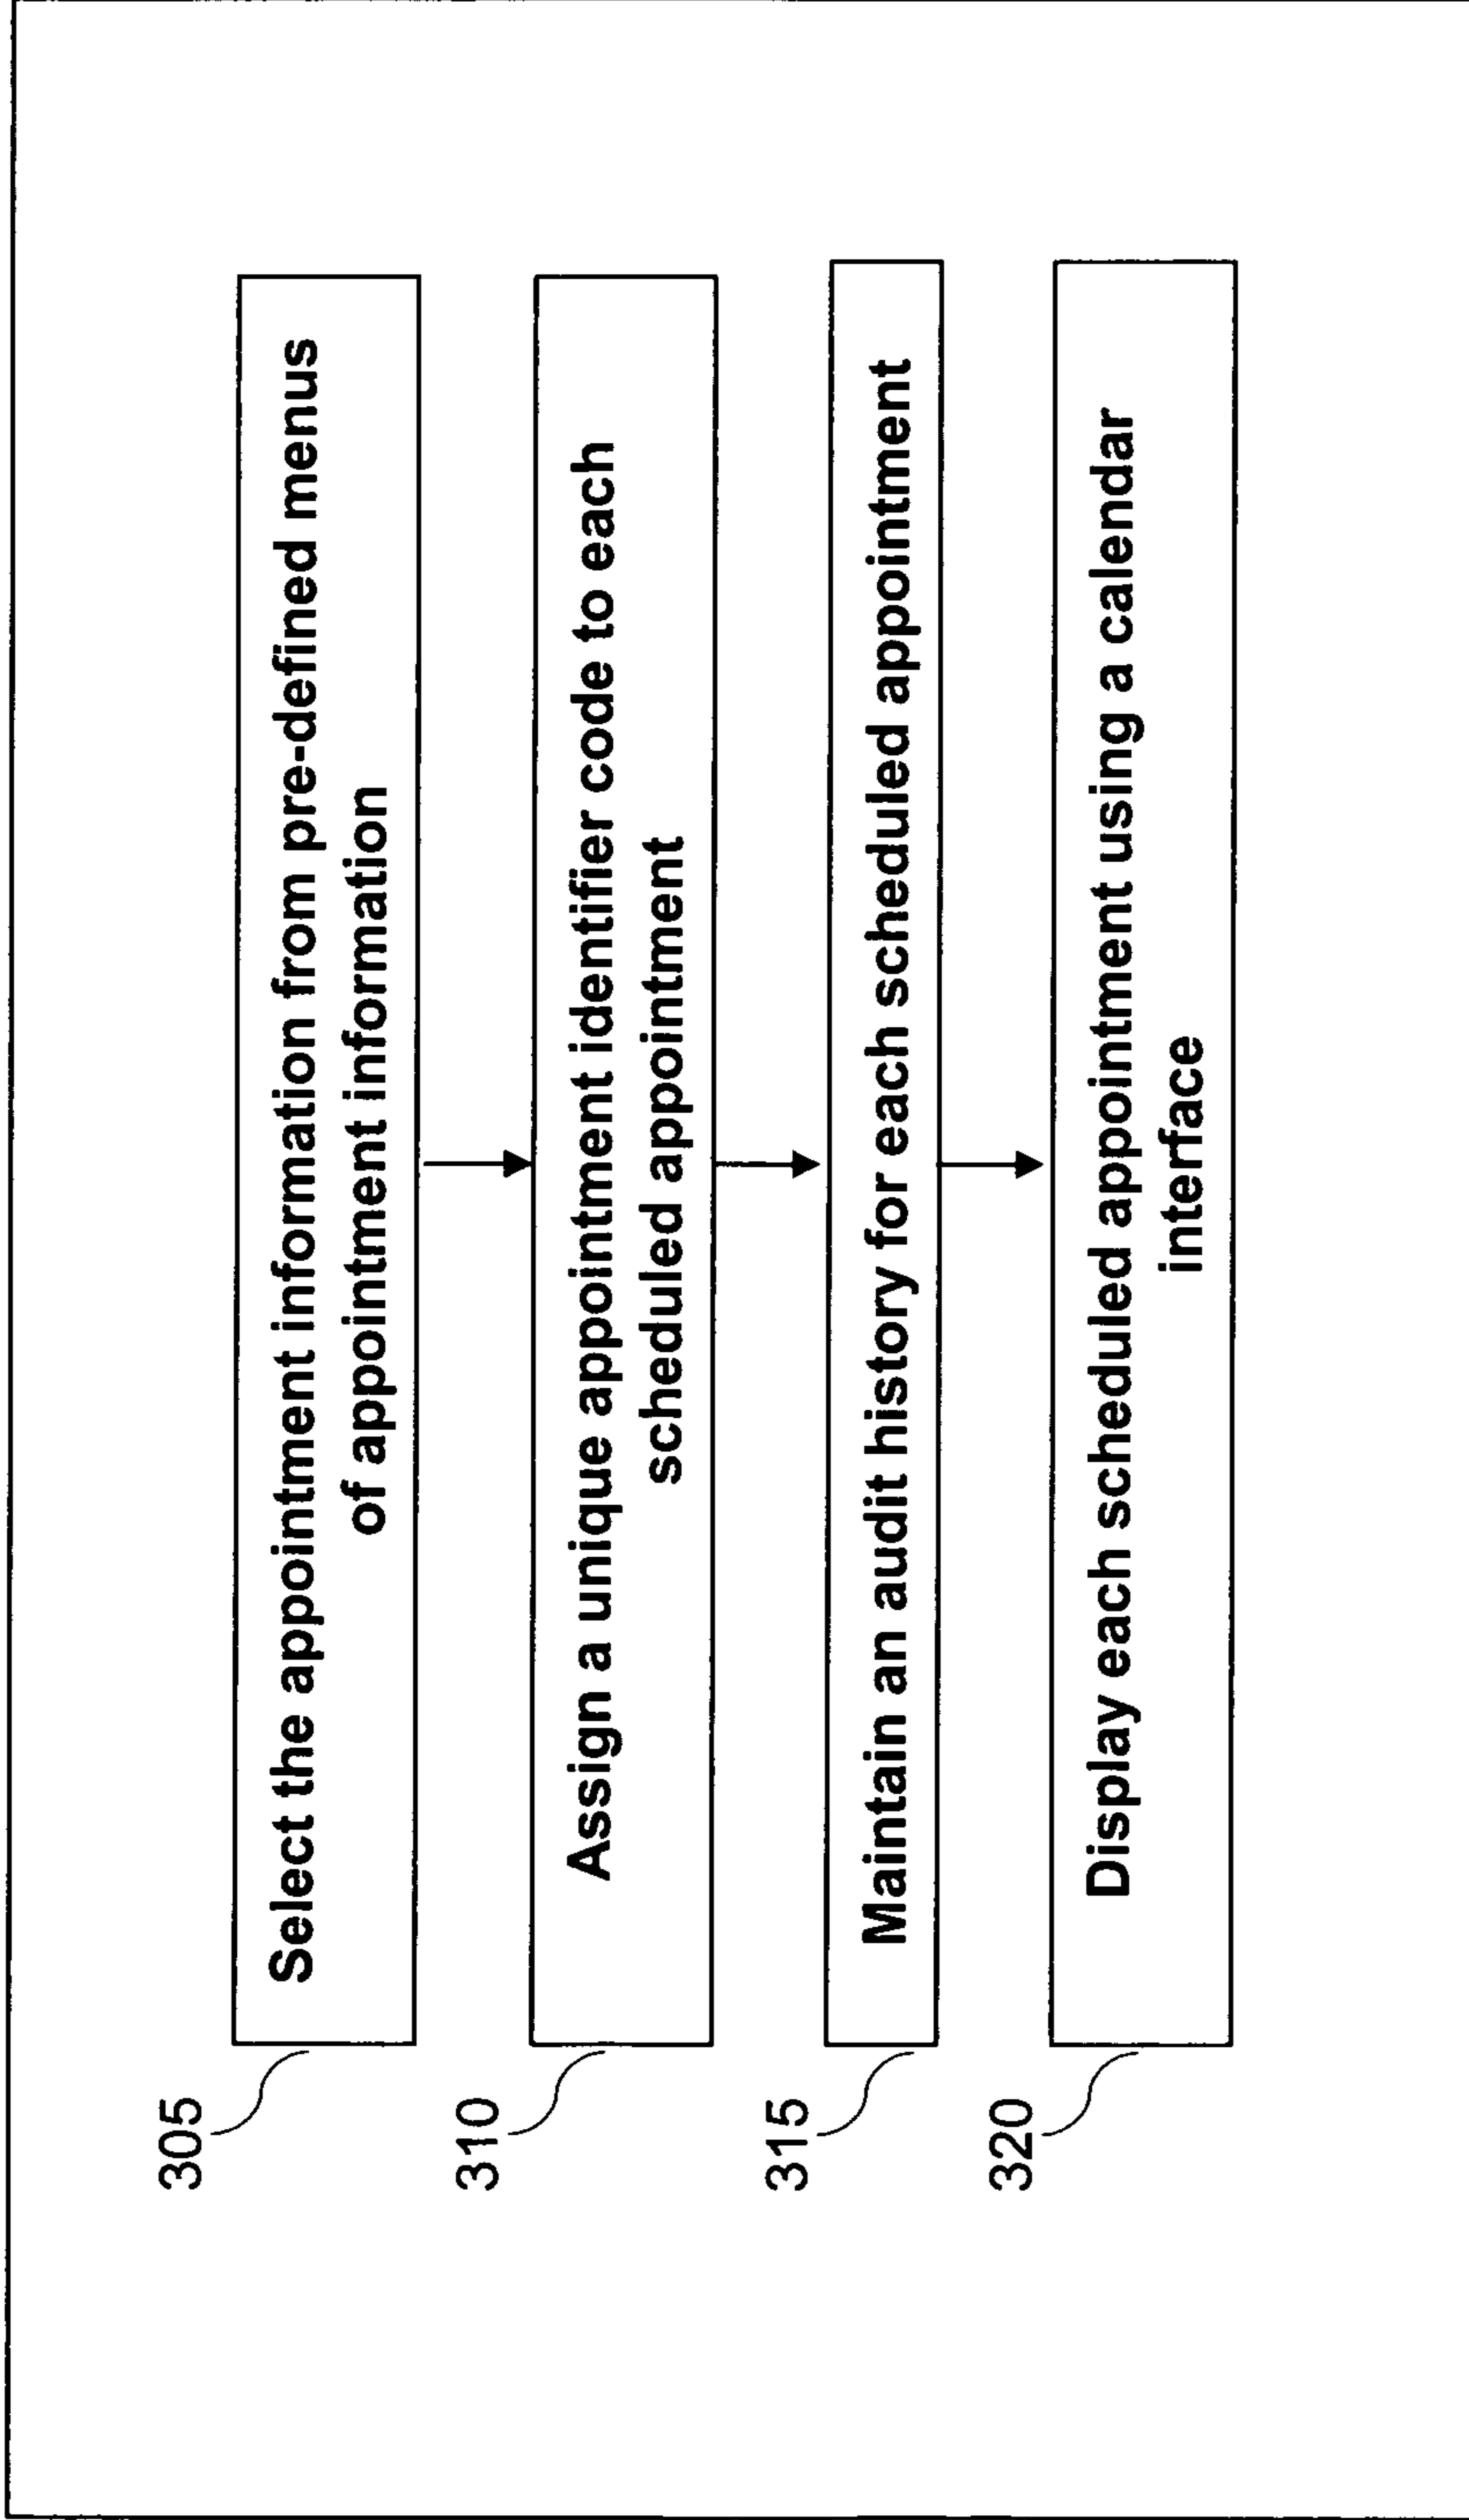 305
Select the appointment information from pre-defined menus
of appointment information
310
Assign a unique appointment identifier code to each
scheduled appointment
315
Maintain an audit history for each scheduled appointment
320
Display each scheduled appointment using a calendar
interface